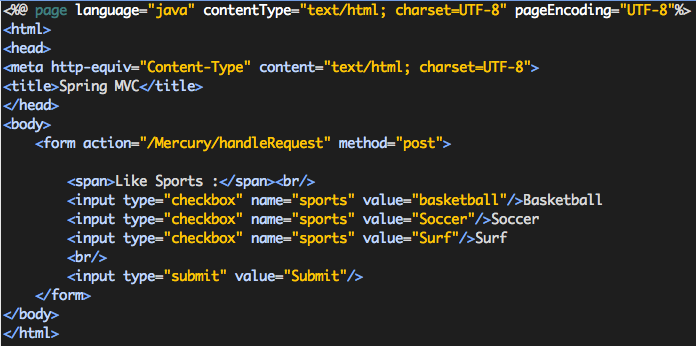 <%@ page language="java" contentType="text/html; charset=UTF-8" pageEncoding="UTF-8"%>
<html>
<head>
<meta http-equiv="Content-Type" content="text/html; charset=UTF-8">
<title>Spring MVC</title>
</head>
<body>
    <form action="/Mercury/handleRequest" method="post">

        <span>Like Sports :</span><br/>
        <input type="checkbox" name="sports" value="basketball"/>Basketball
        <input type="checkbox" name="sports" value="Soccer"/>Soccer
        <input type="checkbox" name="sports" value="Surf"/>Surf
        <br/>
        <input type="submit" value="Submit"/>
    </form>
</body>
</html>